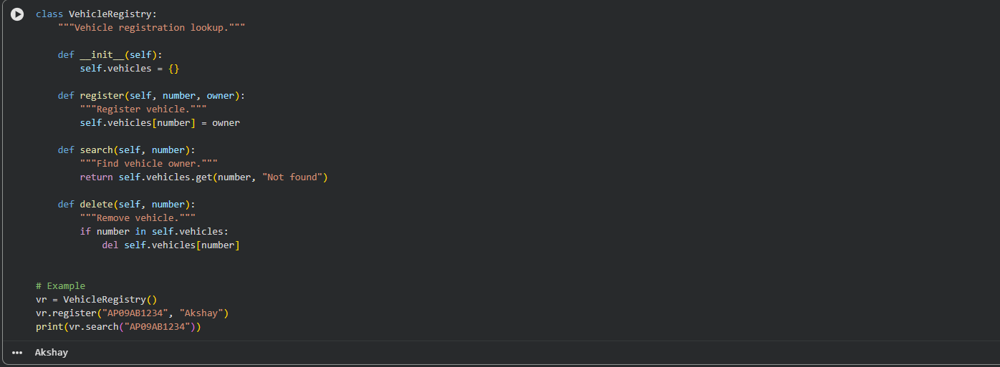 class VehicleRegistry:
    """Vehicle registration lookup."""

    def __init__(self):
        self.vehicles = {}

    def register(self, number, owner):
        """Register vehicle."""
        self.vehicles[number] = owner

    def search(self, number):
        """Find vehicle owner."""
        return self.vehicles.get(number, "Not found")

    def delete(self, number):
        """Remove vehicle."""
        if number in self.vehicles:
            del self.vehicles[number]


# Example
vr = VehicleRegistry()
vr.register("AP09AB1234", "Akshay")
print(vr.search("AP09AB1234"))
Akshay